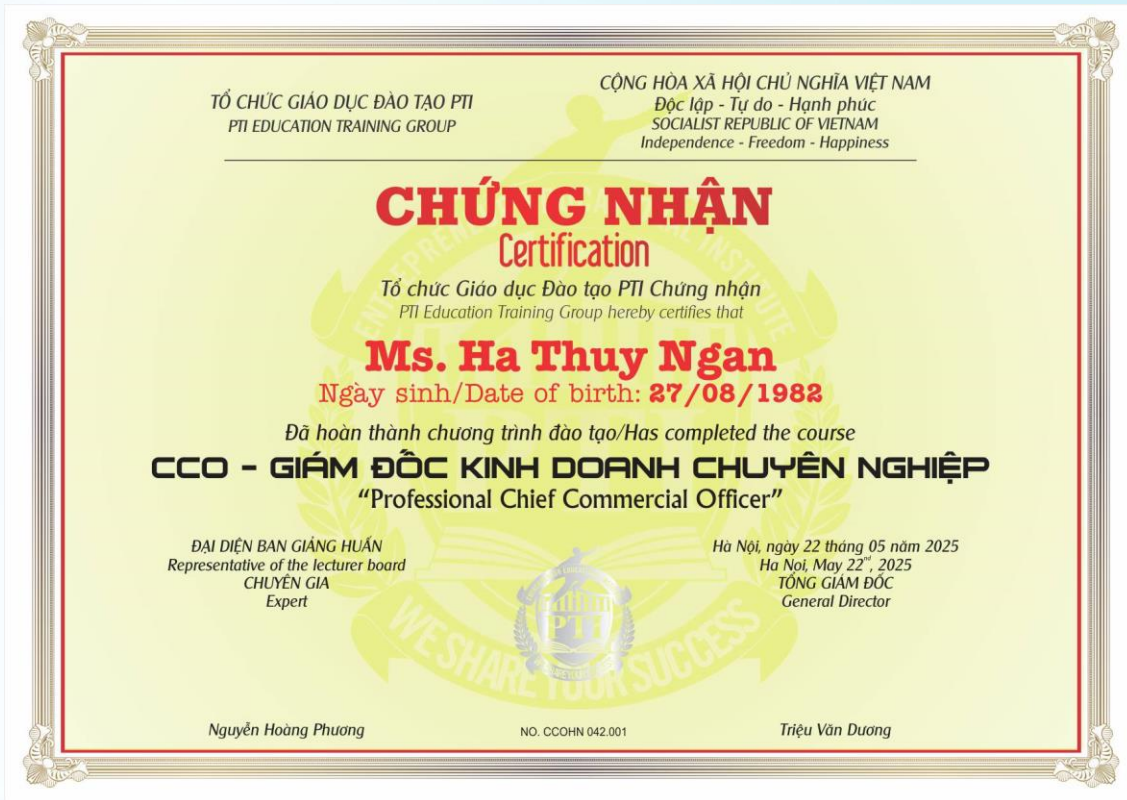 TỔ CHỨC GIÁO DỤC ĐÀO TẠO PTI
PTI EDUCATION TRAINING GROUP
CỘNG HÒA XÃ HỘI CHỦ NGHĨA VIỆT NAM
Độc lập - Tự do - Hạnh phúc
SOCIALIST REPUBLIC OF VIETNAM
Independence - Freedom - Happiness
CHỨNG NHẬN
Certification
Tổ chức Giáo dục Đào tạo PTI Chứng nhận
PTI Education Training Group hereby certifies that
Ms. Ha Thuy Ngan
Ngày sinh/Date of birth: 27/08/1982
Đã hoàn thành chương trình đào tạo/Has completed the course
CCO - GIÁM ĐỐC KINH DOANH CHUYÊN NGHIỆP
“Professional Chief Commercial Officer”
ĐẠI DIỆN BAN GIẢNG HUẤN
Representative of the lecturer board
CHUYÊN GIA
Expert
Hà Nội, ngày 22 tháng 05 năm 2025
Ha Noi, May 22nd, 2025
TỔNG GIÁM ĐỐC
General Director
PTI
WE SHARE YOUR SUCCESS
Nguyễn Hoàng Phương
NO. CCOHN 042.001
Triệu Văn Dương